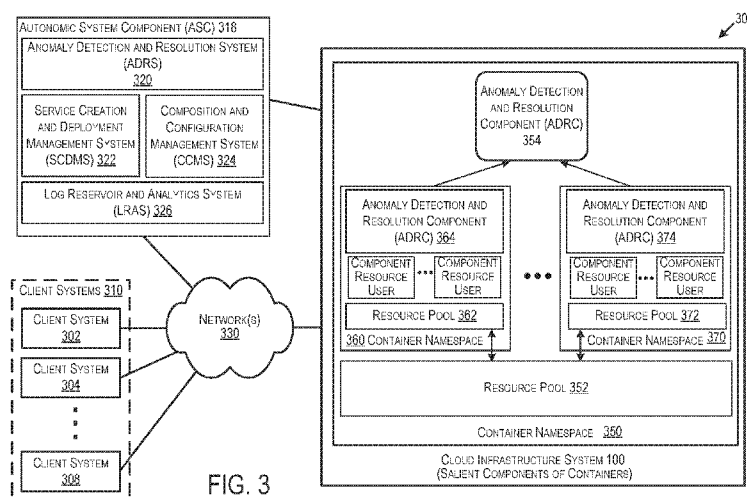 30
AUTONOMIC SYSTEM COMPONENT (ASC) 318
ANOMALY DETECTION AND RESOLUTION SYSTEM
(ADRS)
320
SERVICE CREATION
AND DEPLOYMENT
MANAGEMENT SYSTEM
(SCDMS) 322
COMPOSITION AND
CONFIGURATION
MANAGEMENT SYSTEM
(CCMS) 324
LOG RESERVOIR AND ANALYTICS SYSTEM
(LRAS) 326
CLIENT SYSTEMS 310
CLIENT SYSTEM
302
CLIENT SYSTEM
304
CLIENT SYSTEM
308
NETWORK(S)
330
ANOMALY DETECTION
AND RESOLUTION
COMPONENT (ADRC)
354
ANOMALY DETECTION AND
RESOLUTION COMPONENT
(ADRC) 364
COMPONENT
RESOURCE
USER
COMPONENT
RESOURCE
USER
RESOURCE POOL 362
360 CONTAINER NAMESPACE
ANOMALY DETECTION AND
RESOLUTION COMPONENT
(ADRC) 374
COMPONENT
RESOURCE
USER
COMPONENT
RESOURCE
USER
RESOURCE POOL 372
CONTAINER NAMESPACE 370
RESOURCE POOL 352
CONTAINER NAMESPACE 350
CLOUD INFRASTRUCTURE SYSTEM 100
(SALIENT COMPONENTS OF CONTAINERS)
FIG. 3